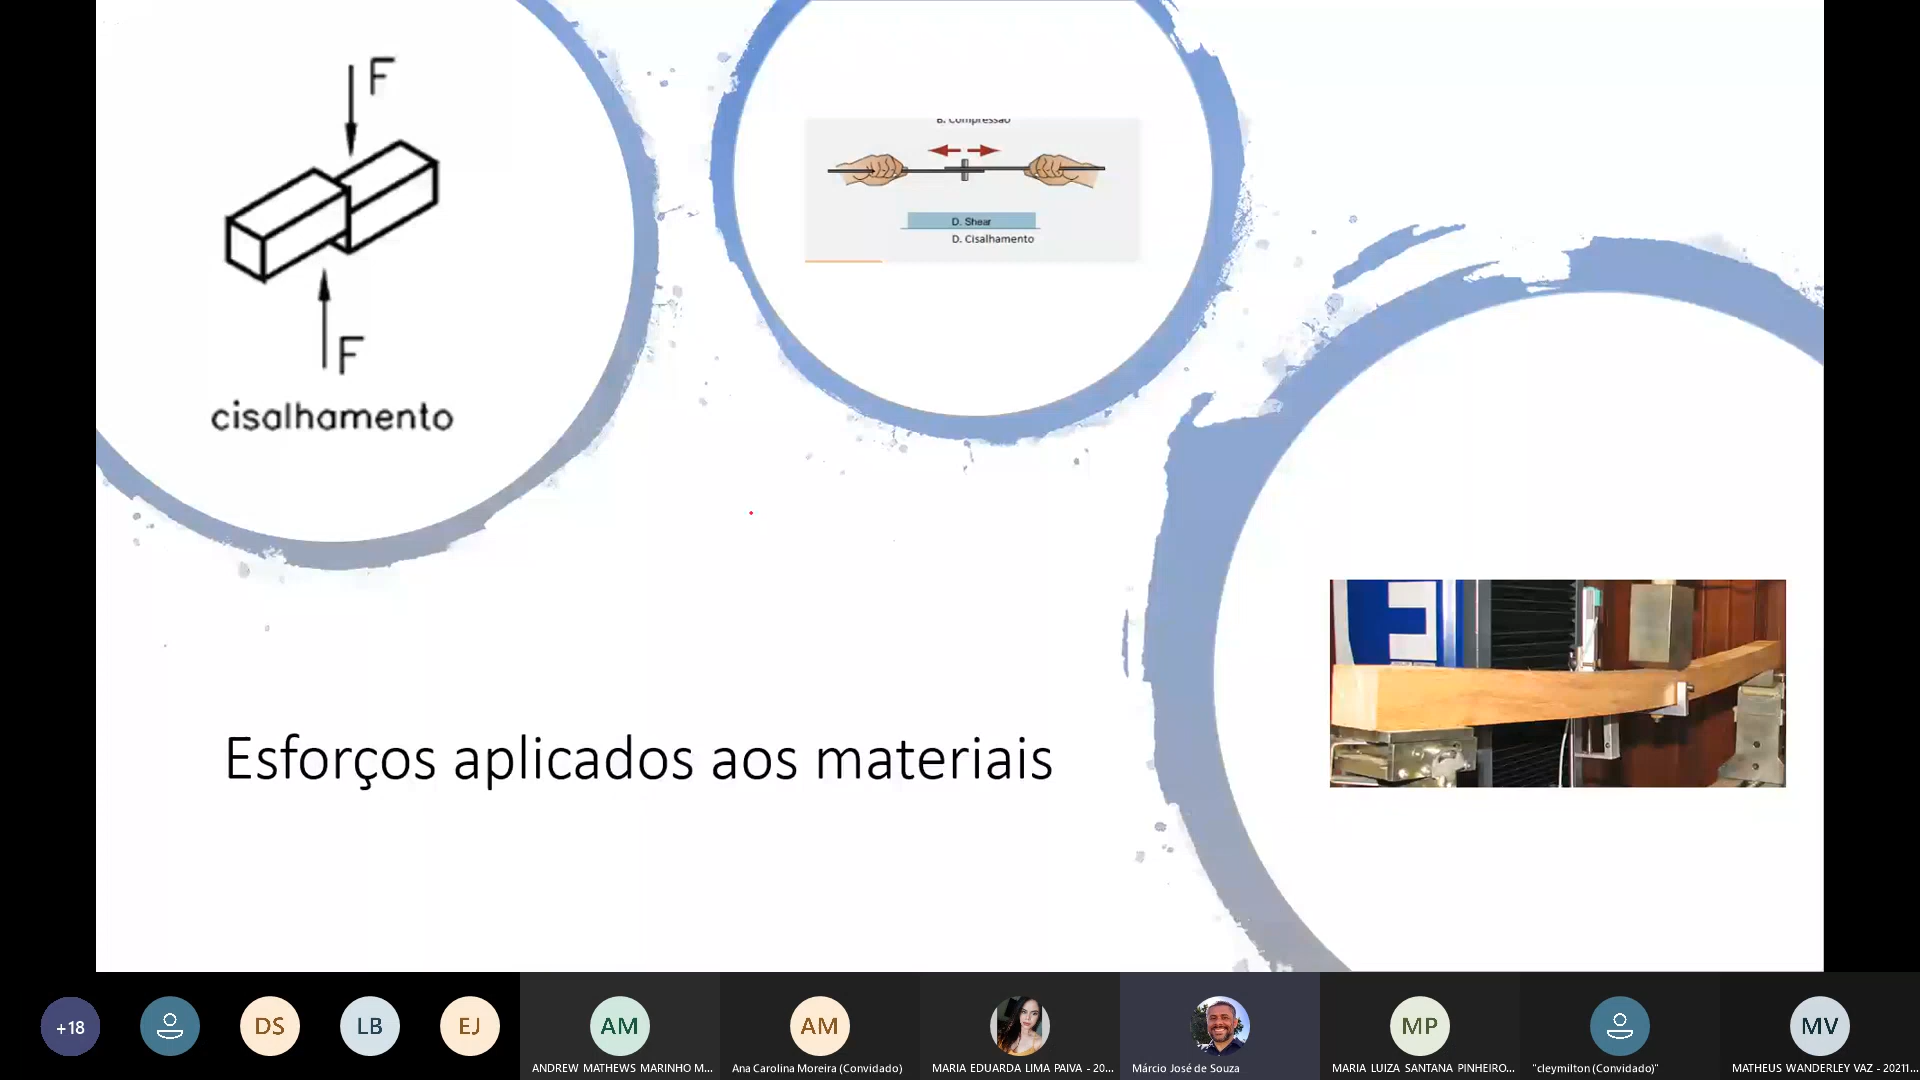 F
F
cisalhamento
B. Compressão
D. Shear
D. Cisalhamento
Esforços aplicados aos materiais
+18
DS
LB
EJ
AM
AM
MP
MV
ANDREW MATHEWS MARINHO M...
Ana Carolina Moreira (Convidado)
MARIA EDUARDA LIMA PAIVA - 20...
Márcio José de Souza
MARIA LUIZA SANTANA PINHEIRO...
"cleymilton (Convidado)"
MATHEUS WANDERLEY VAZ - 20211...